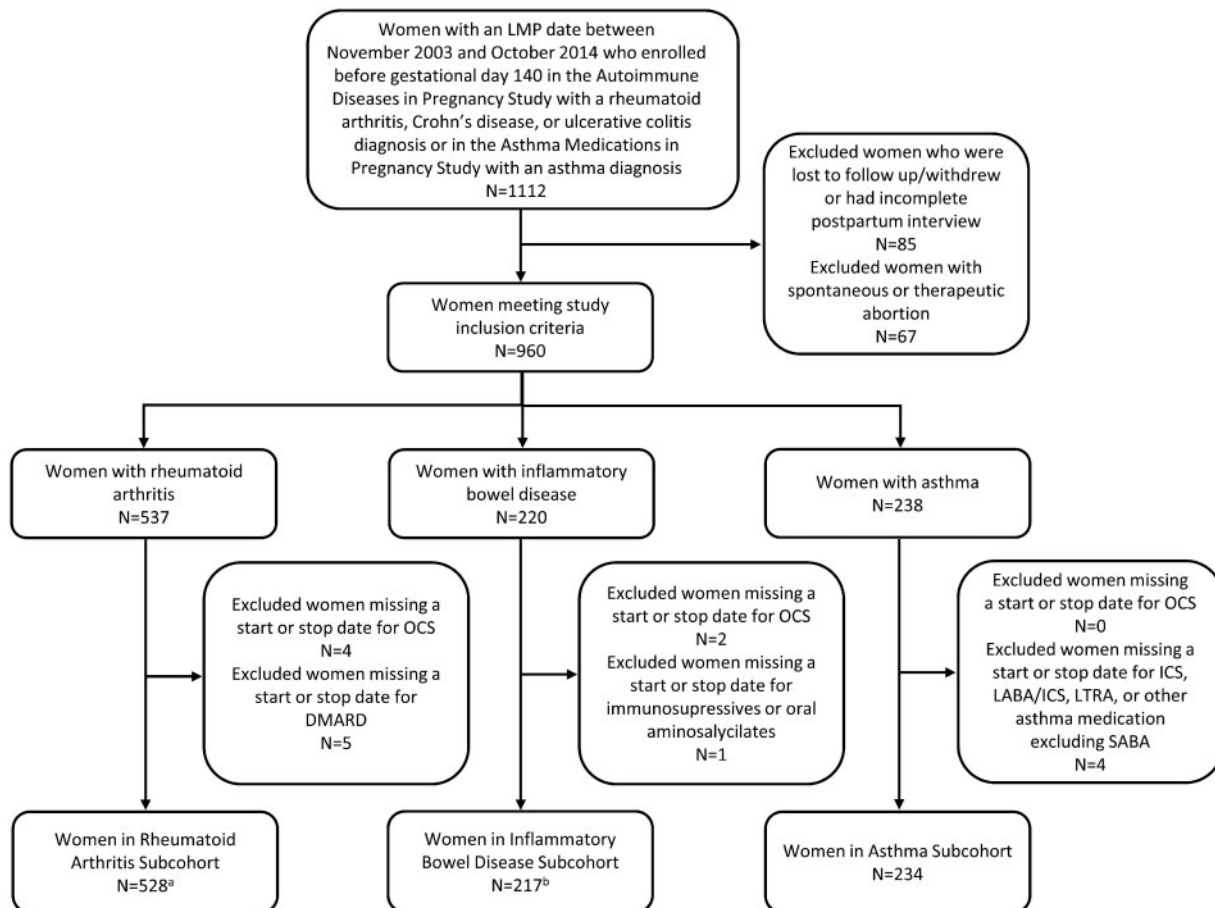 Women with an LMP date between
November 2003 and October 2014 who enrolled
before gestational day 140 in the Autoimmune
Diseases in Pregnancy Study with a rheumatoid
arthritis, Crohn's disease, or ulcerative colitis
diagnosis or in the Asthma Medications in
Pregnancy Study with an asthma diagnosis
N=1112
Excluded women who were
lost to follow up/withdrew
or had incomplete
postpartum interview
N=85
Excluded women with
spontaneous or therapeutic
abortion
N=67
Women meeting study
inclusion criteria
N=960
Women with rheumatoid
arthritis
N=537
Women with inflammatory
bowel disease
N=220
Women with asthma
N=238
Excluded women missing a
start or stop date for OCS
N=4
Excluded women missing a
start or stop date for
DMARD
N=5
Excluded women missing a
start or stop date for OCS
N=2
Excluded women missing a
start or stop date for
immunosupressives or oral
aminosalycilates
N=1
Excluded women missing
a start or stop date for OCS
N=0
Excluded women missing a
start or stop date for ICS,
LABA/ICS, LTRA, or other
asthma medication
excluding SABA
N=4
Women in Rheumatoid
Arthritis Subcohort
N=528ᵃ
Women in Inflammatory
Bowel Disease Subcohort
N=217ᵇ
Women in Asthma Subcohort
N=234